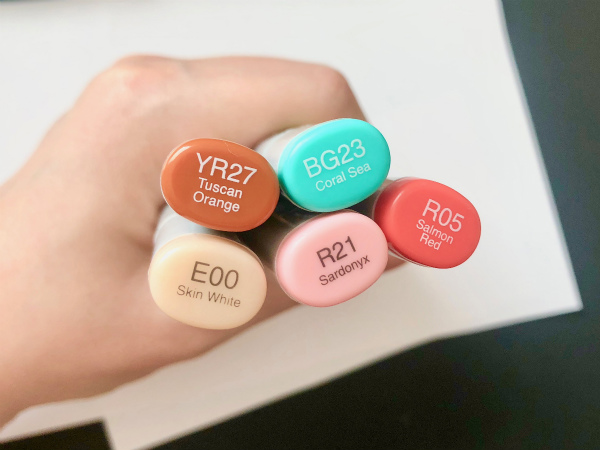 YR27
Tuscan
Orange
BG23
Coral Sea
R05
Salmon
Red
E00
Skin White
R21
Sardonyx